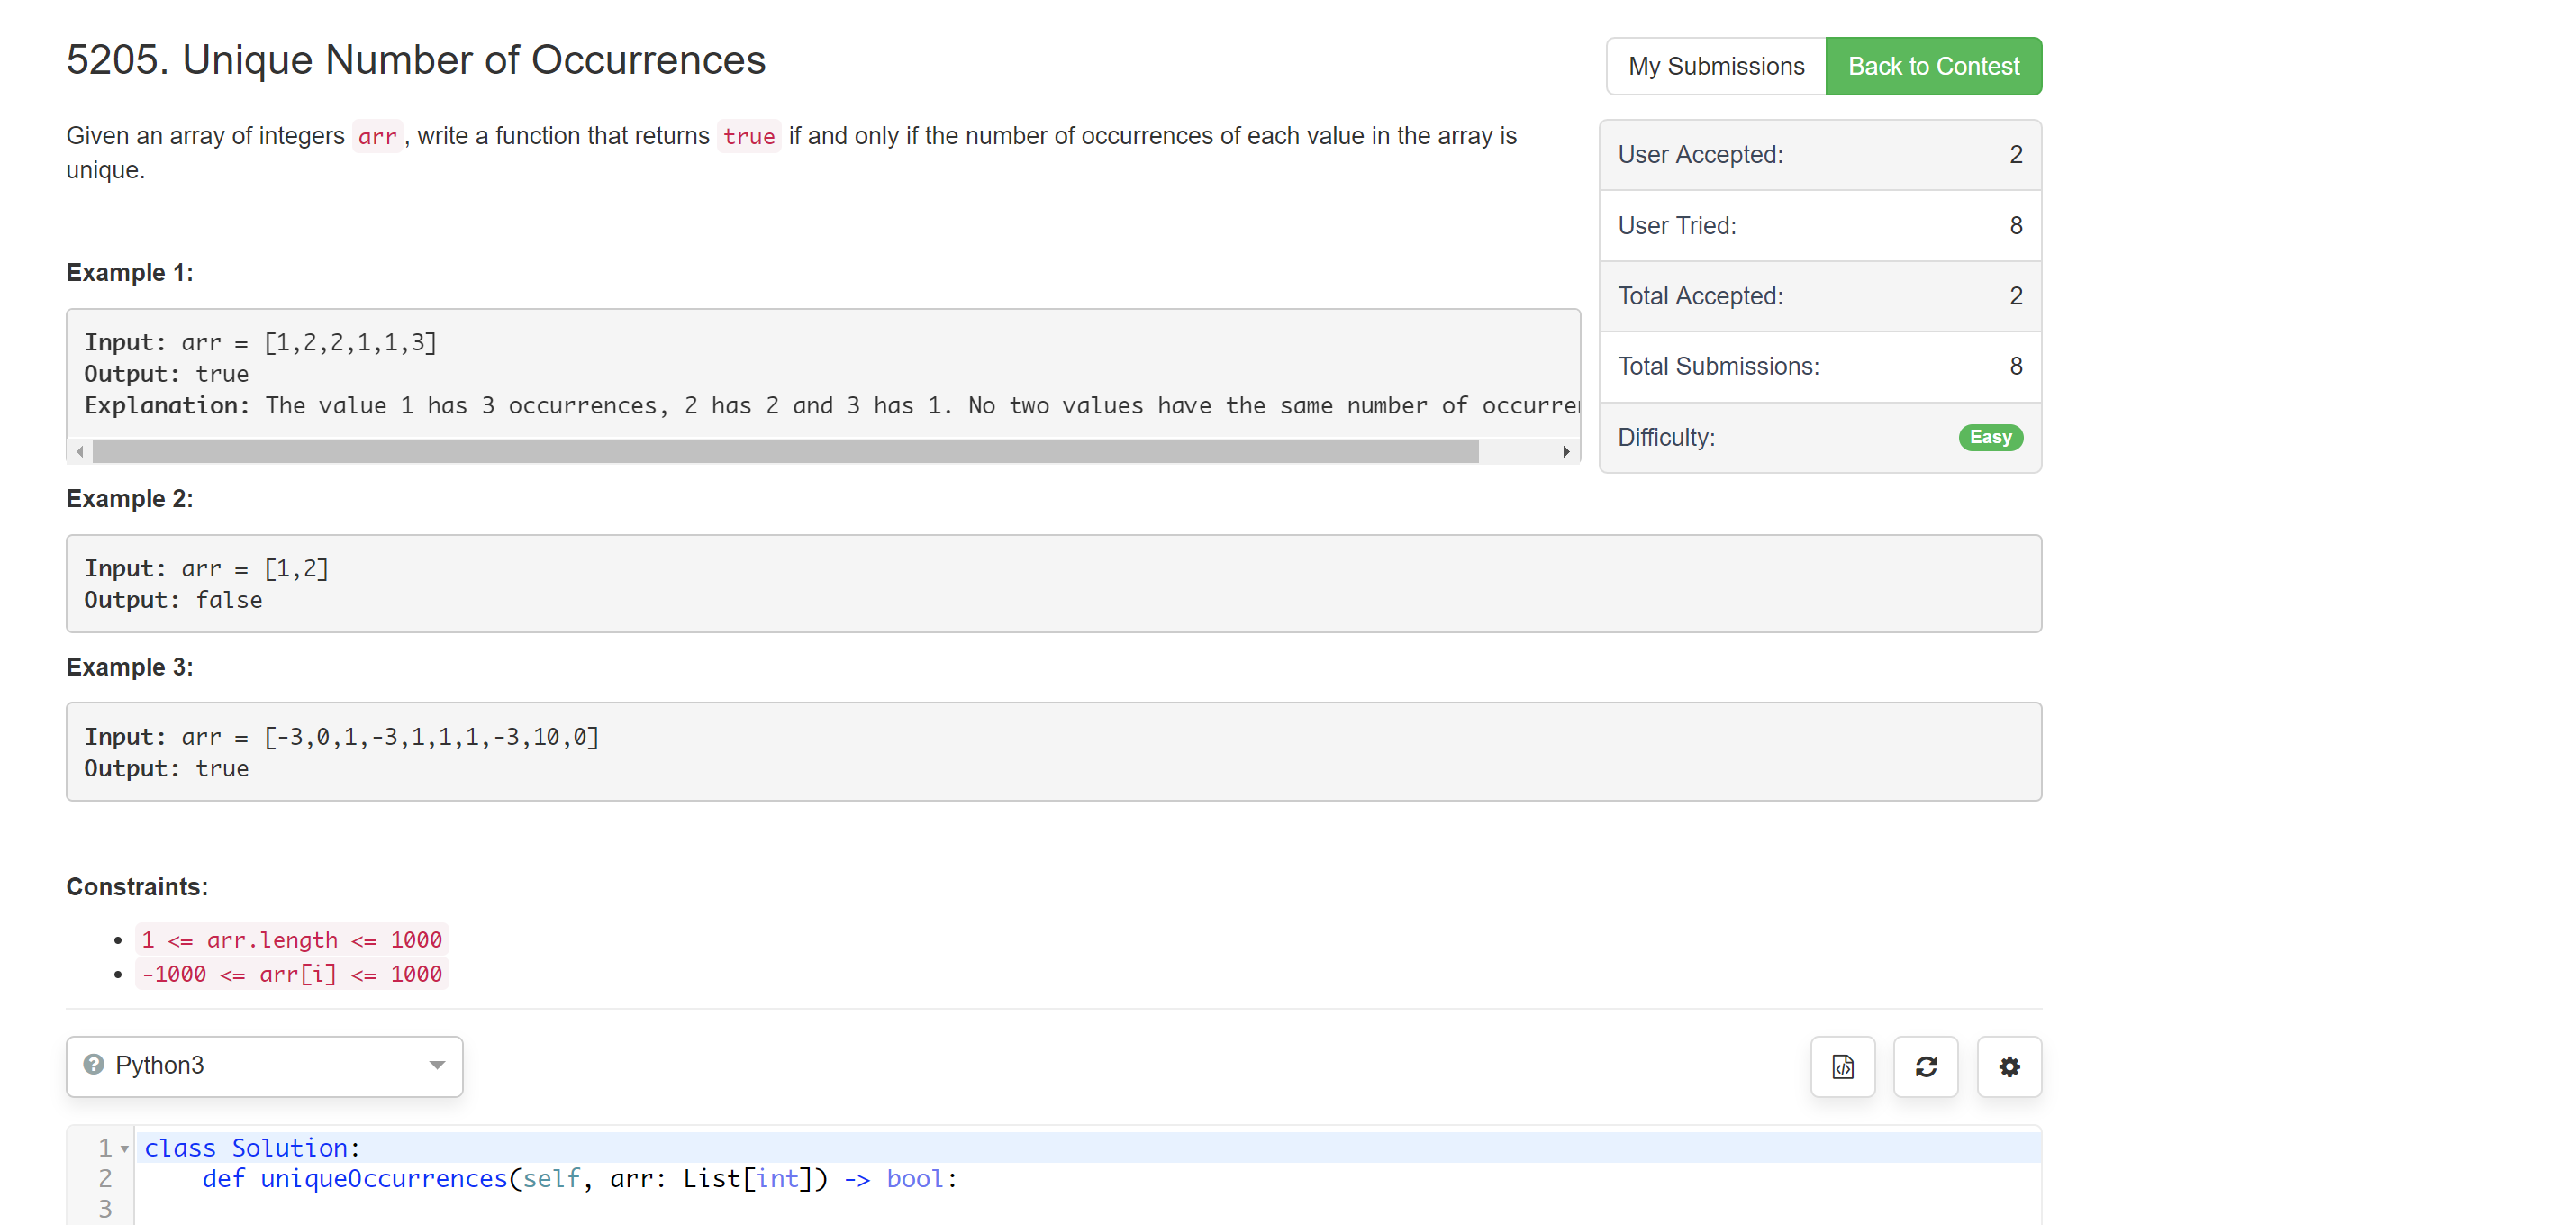 5205. Unique Number of Occurrences
My Submissions
Back to Contest
Given an array of integers arr, write a function that returns true if and only if the number of occurrences of each value in the array is
unique.
User Accepted: 2
User Tried: 8
Total Accepted: 2
Total Submissions: 8
Difficulty: Easy
Example 1:
Input: arr = [1,2,2,1,1,3]
Output: true
Explanation: The value 1 has 3 occurrences, 2 has 2 and 3 has 1. No two values have the same number of
Example 2:
Input: arr = [1,2]
Output: false
Example 3:
Input: arr = [-3,0,1,-3,1,1,1,-3,10,0]
Output: true
Constraints:
• 1 <= arr.length <= 1000
• -1000 <= arr[i] <= 1000
? Python3
1 class Solution:
2 def uniqueOccurrences(self, arr: List[int]) -> bool:
3